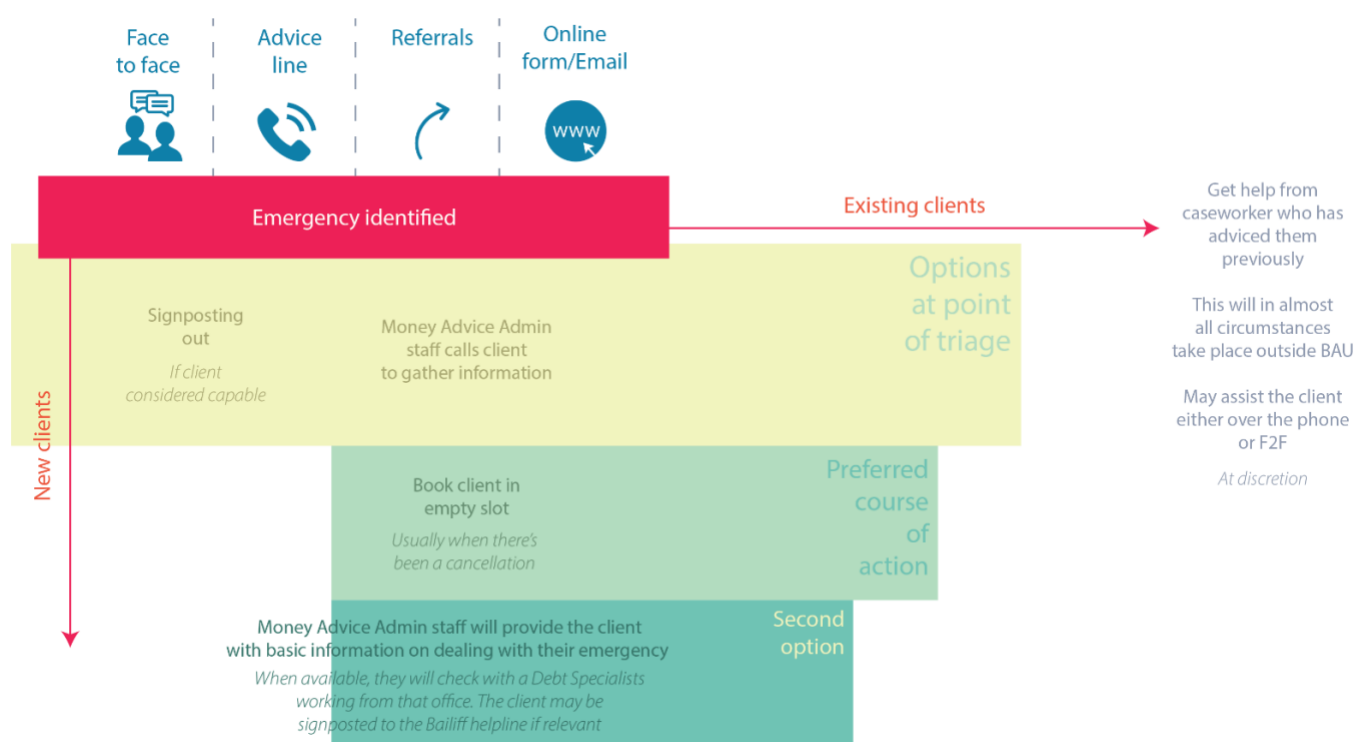 Face
to face
Advice
line
Referrals
Online
form/Email
www
Emergency identified
Existing clients
Get help from
caseworker who has
adviced them
previously
This will in almost
all circumstances
take place outside BAU
May assist the client
either over the phone
or F2F
At discretion
New clients
Options
at point
of triage
Signposting
out
If client
considered capable
Money Advice Admin
staff calls client
to gather information
Preferred
course
of
action
Book client in
empty slot
Usually when there's
been a cancellation
Second
option
Money Advice Admin staff will provide the client
with basic information on dealing with their emergency
When available, they will check with a Debt Specialists
working from that office. The client may be
signposted to the Bailiff helpline if relevant